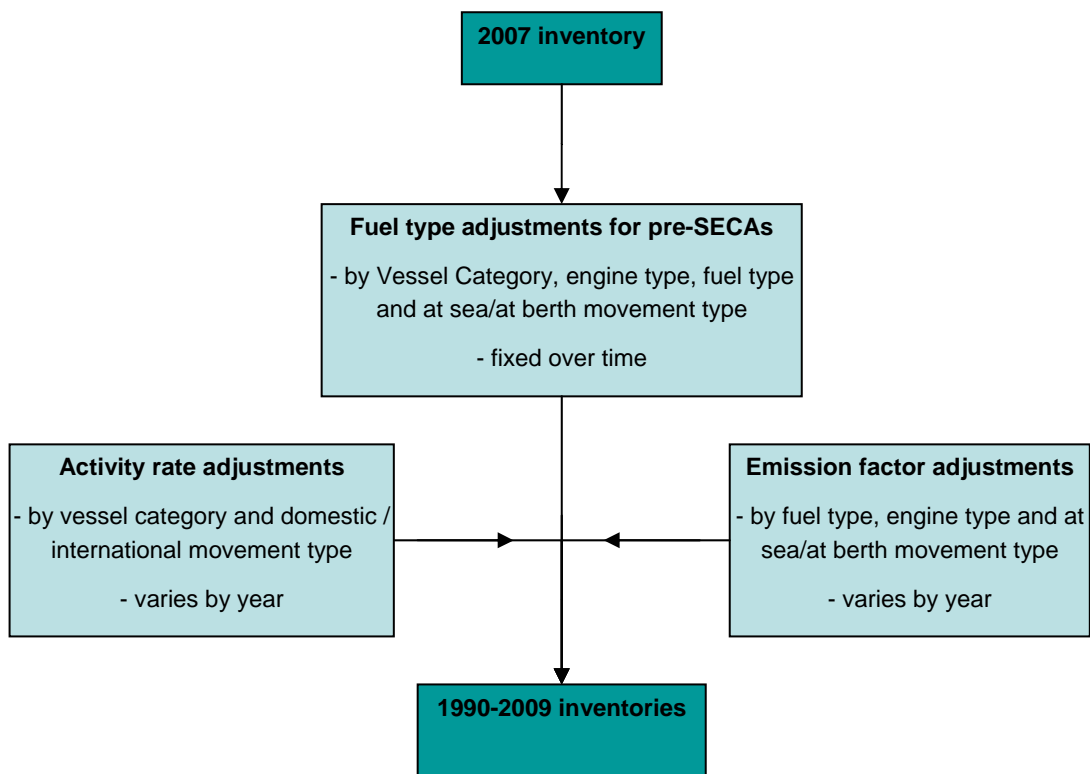 2007 inventory
Fuel type adjustments for pre-SECAs
- by Vessel Category, engine type, fuel type
and at sea/at berth movement type
- fixed over time
Activity rate adjustments
- by vessel category and domestic /
international movement type
- varies by year
Emission factor adjustments
- by fuel type, engine type and at
sea/at berth movement type
- varies by year
1990-2009 inventories